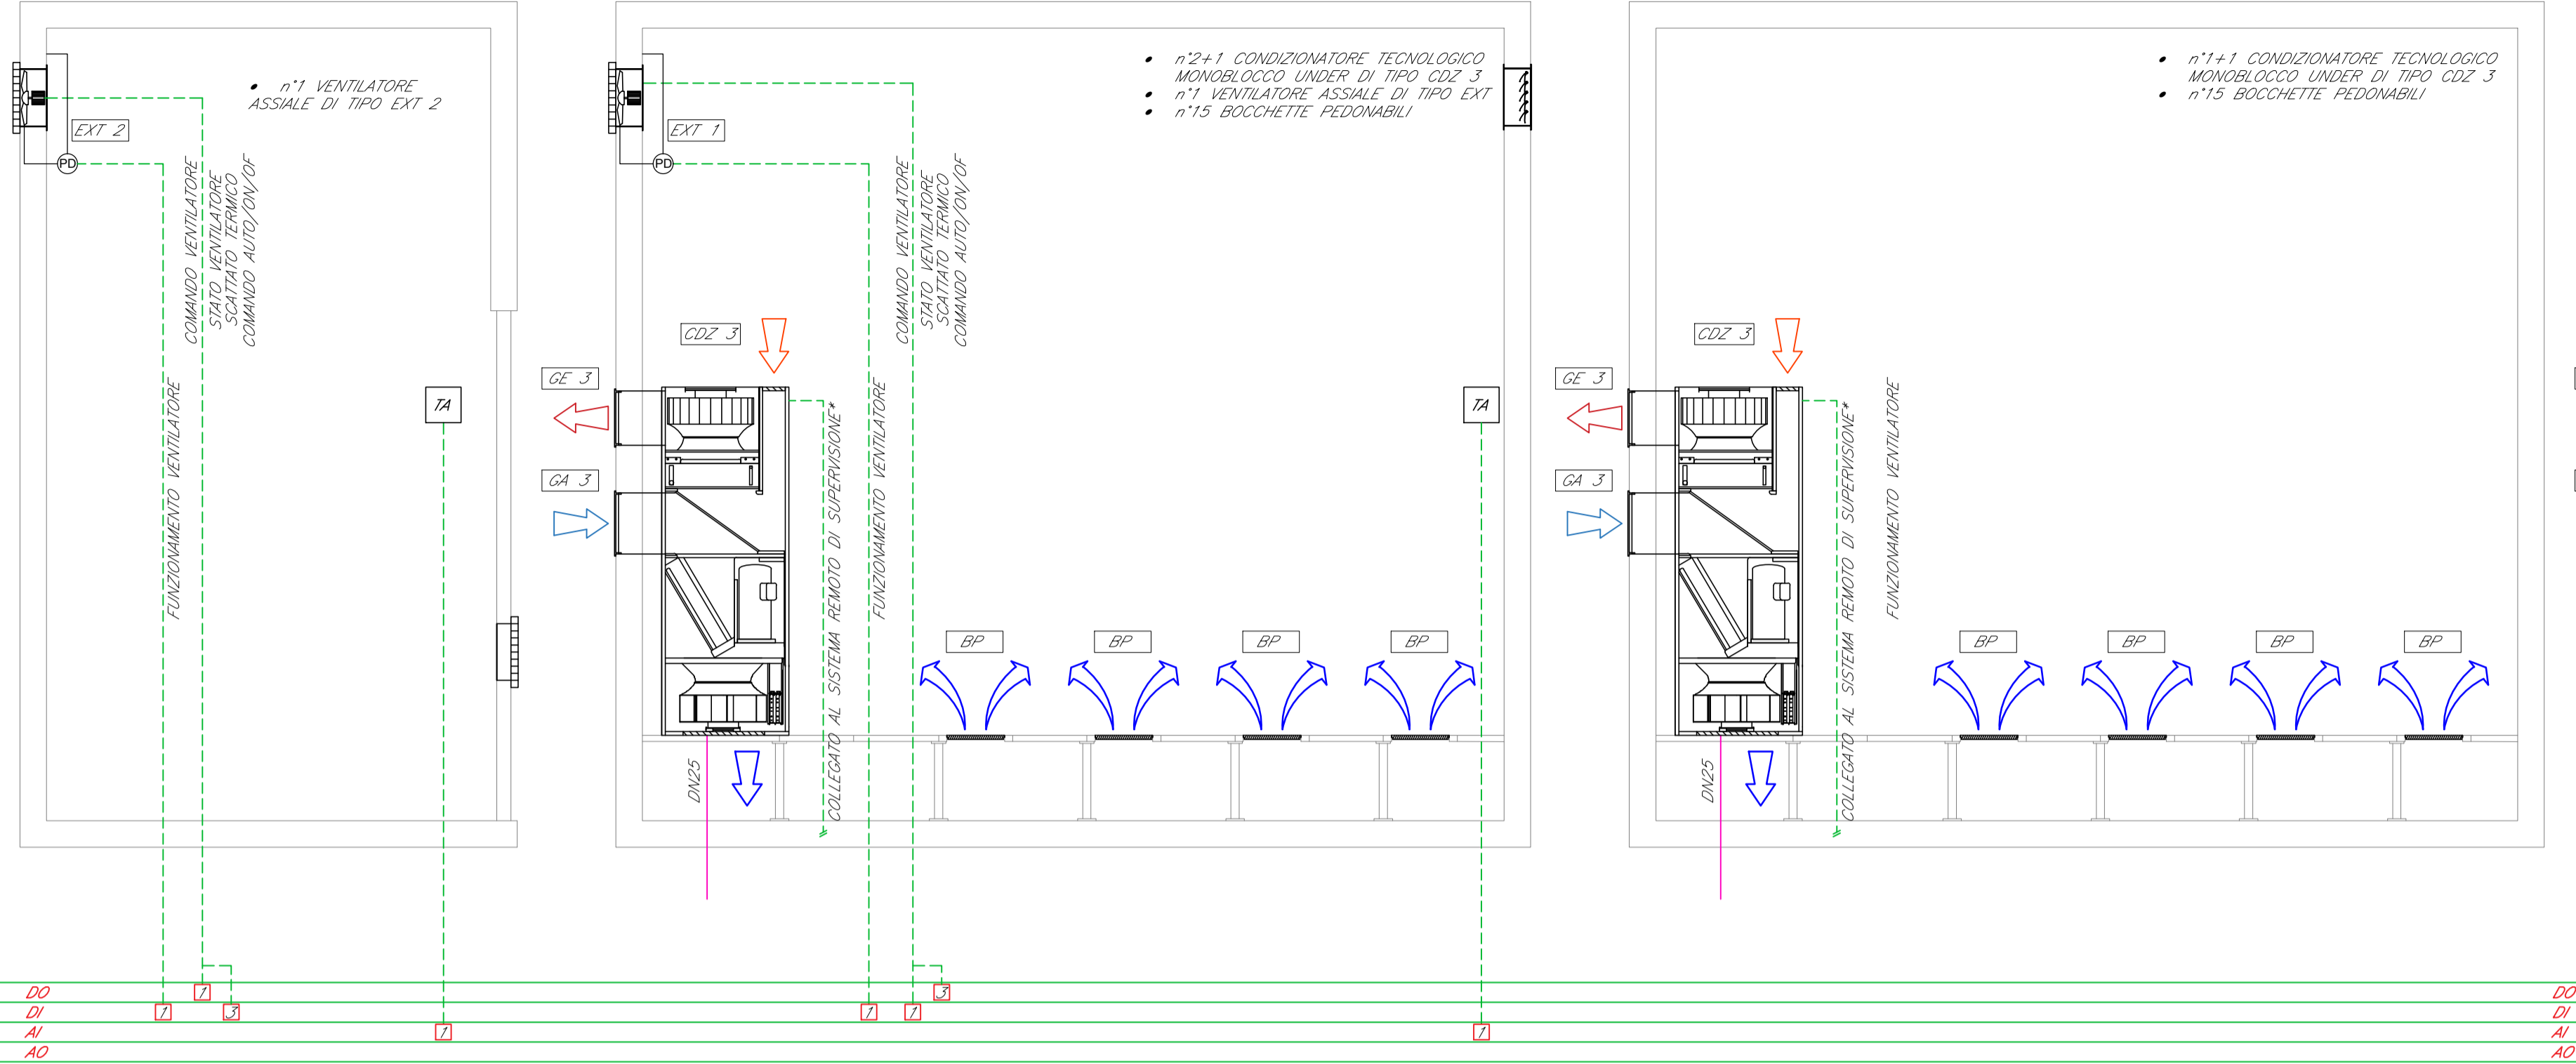 • n°1 VENTILATORE
ASSIALE DI TIPO EXT 2
EXT 2
PD
COMANDO VENTILATORE
STATO VENTILATORE
SCATTATO TERMICO
COMANDO AUTO/ON/OF
FUNZIONAMENTO VENTILATORE
TA
• n°2+1 CONDIZIONATORE TECNOLOGICO
MONOBLOCCO UNDER DI TIPO CDZ 3
• n°1 VENTILATORE ASSIALE DI TIPO EXT
• n°15 BOCCHETTE PEDONABILI
EXT 1
PD
COMANDO VENTILATORE
STATO VENTILATORE
SCATTATO TERMICO
COMANDO AUTO/ON/OF
CDZ 3
GE 3
GA 3
COLLEGATO AL SISTEMA REMOTO DI SUPERVISIONE*
FUNZIONAMENTO VENTILATORE
TA
BP
BP
BP
BP
DN25
• n°1+1 CONDIZIONATORE TECNOLOGICO
MONOBLOCCO UNDER DI TIPO CDZ 3
• n°15 BOCCHETTE PEDONABILI
CDZ 3
GE 3
GA 3
COLLEGATO AL SISTEMA REMOTO DI SUPERVISIONE*
FUNZIONAMENTO VENTILATORE
BP
BP
BP
BP
DN25
DO 1 3 DO
DI 1 3 1 1 DI
AI 1 1 AI
AO AO